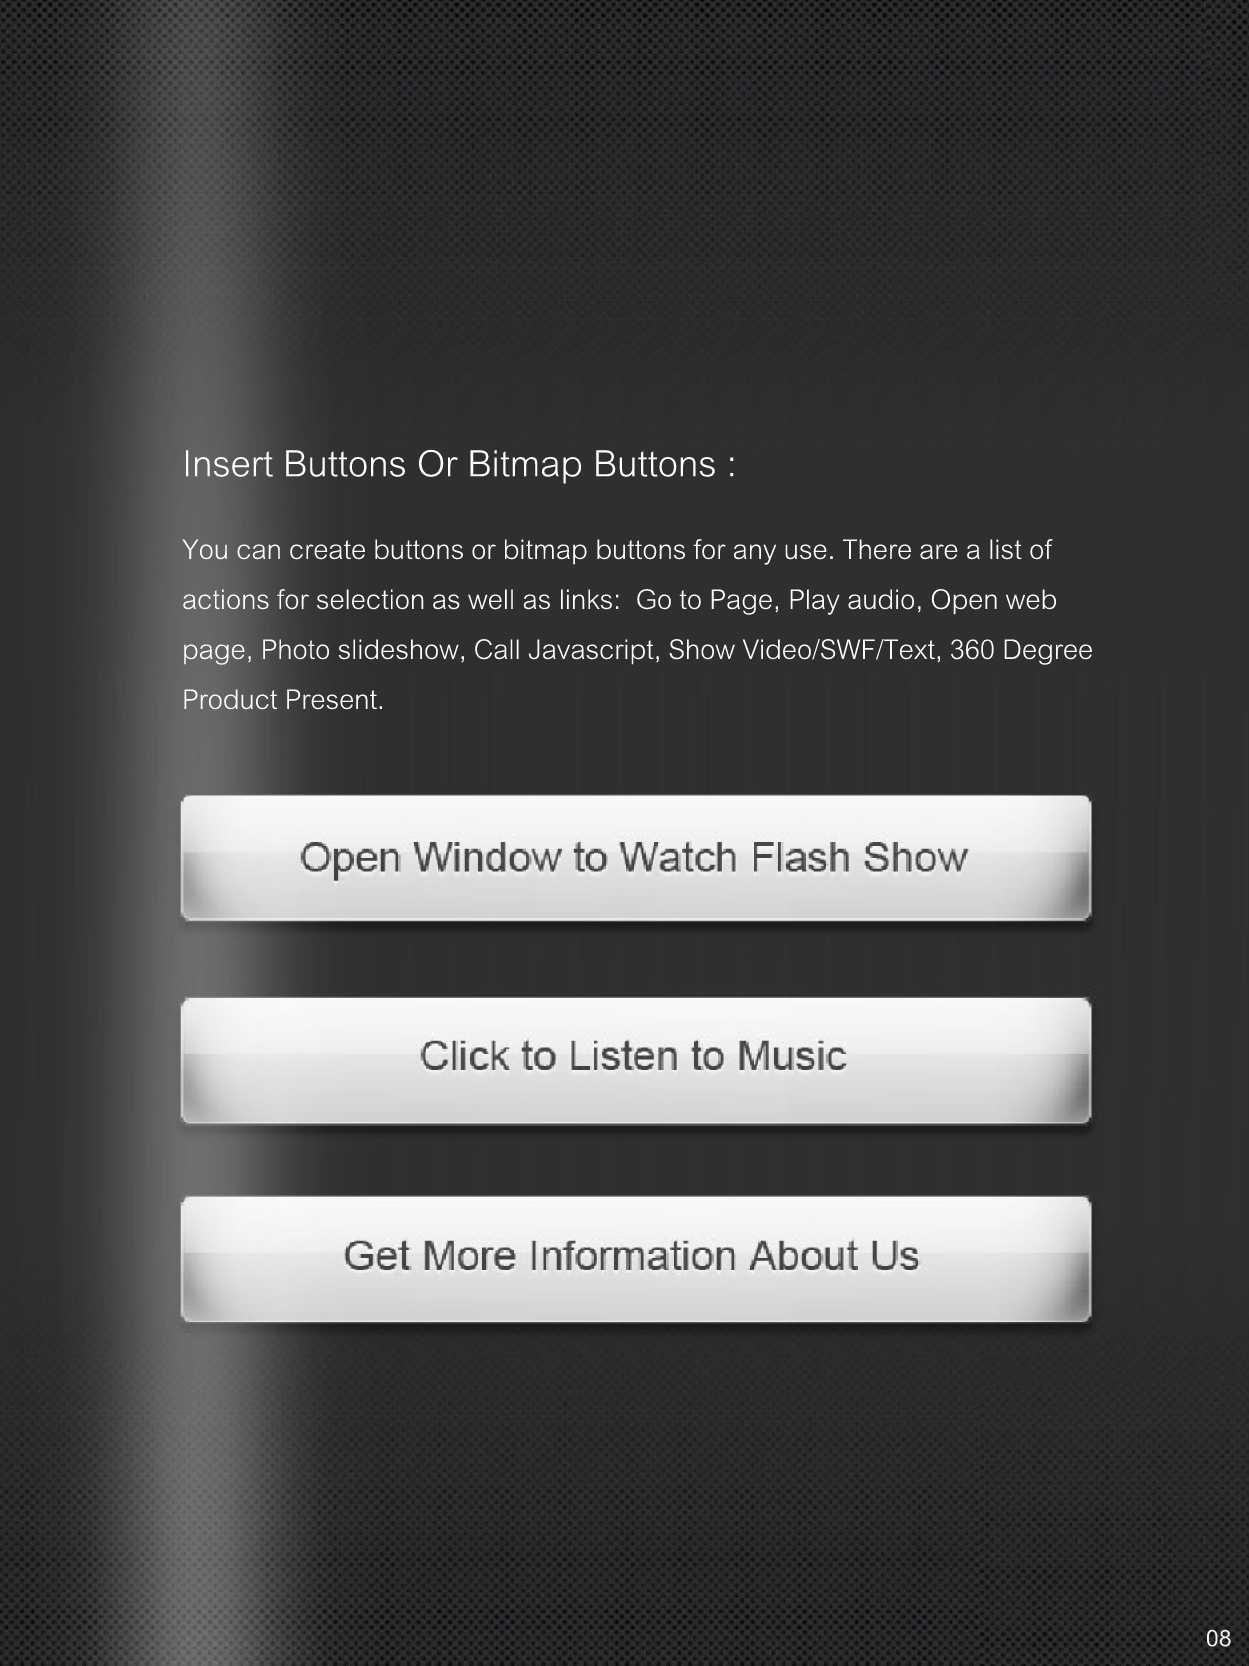 Insert Buttons Or Bitmap Buttons :
You can create buttons or bitmap buttons for any use. There are a list of
actions for selection as well as links:  Go to Page, Play audio, Open web
page, Photo slideshow, Call Javascript, Show Video/SWF/Text, 360 Degree
Product Present.
Open Window to Watch Flash Show
Click to Listen to Music
Get More Information About Us
08